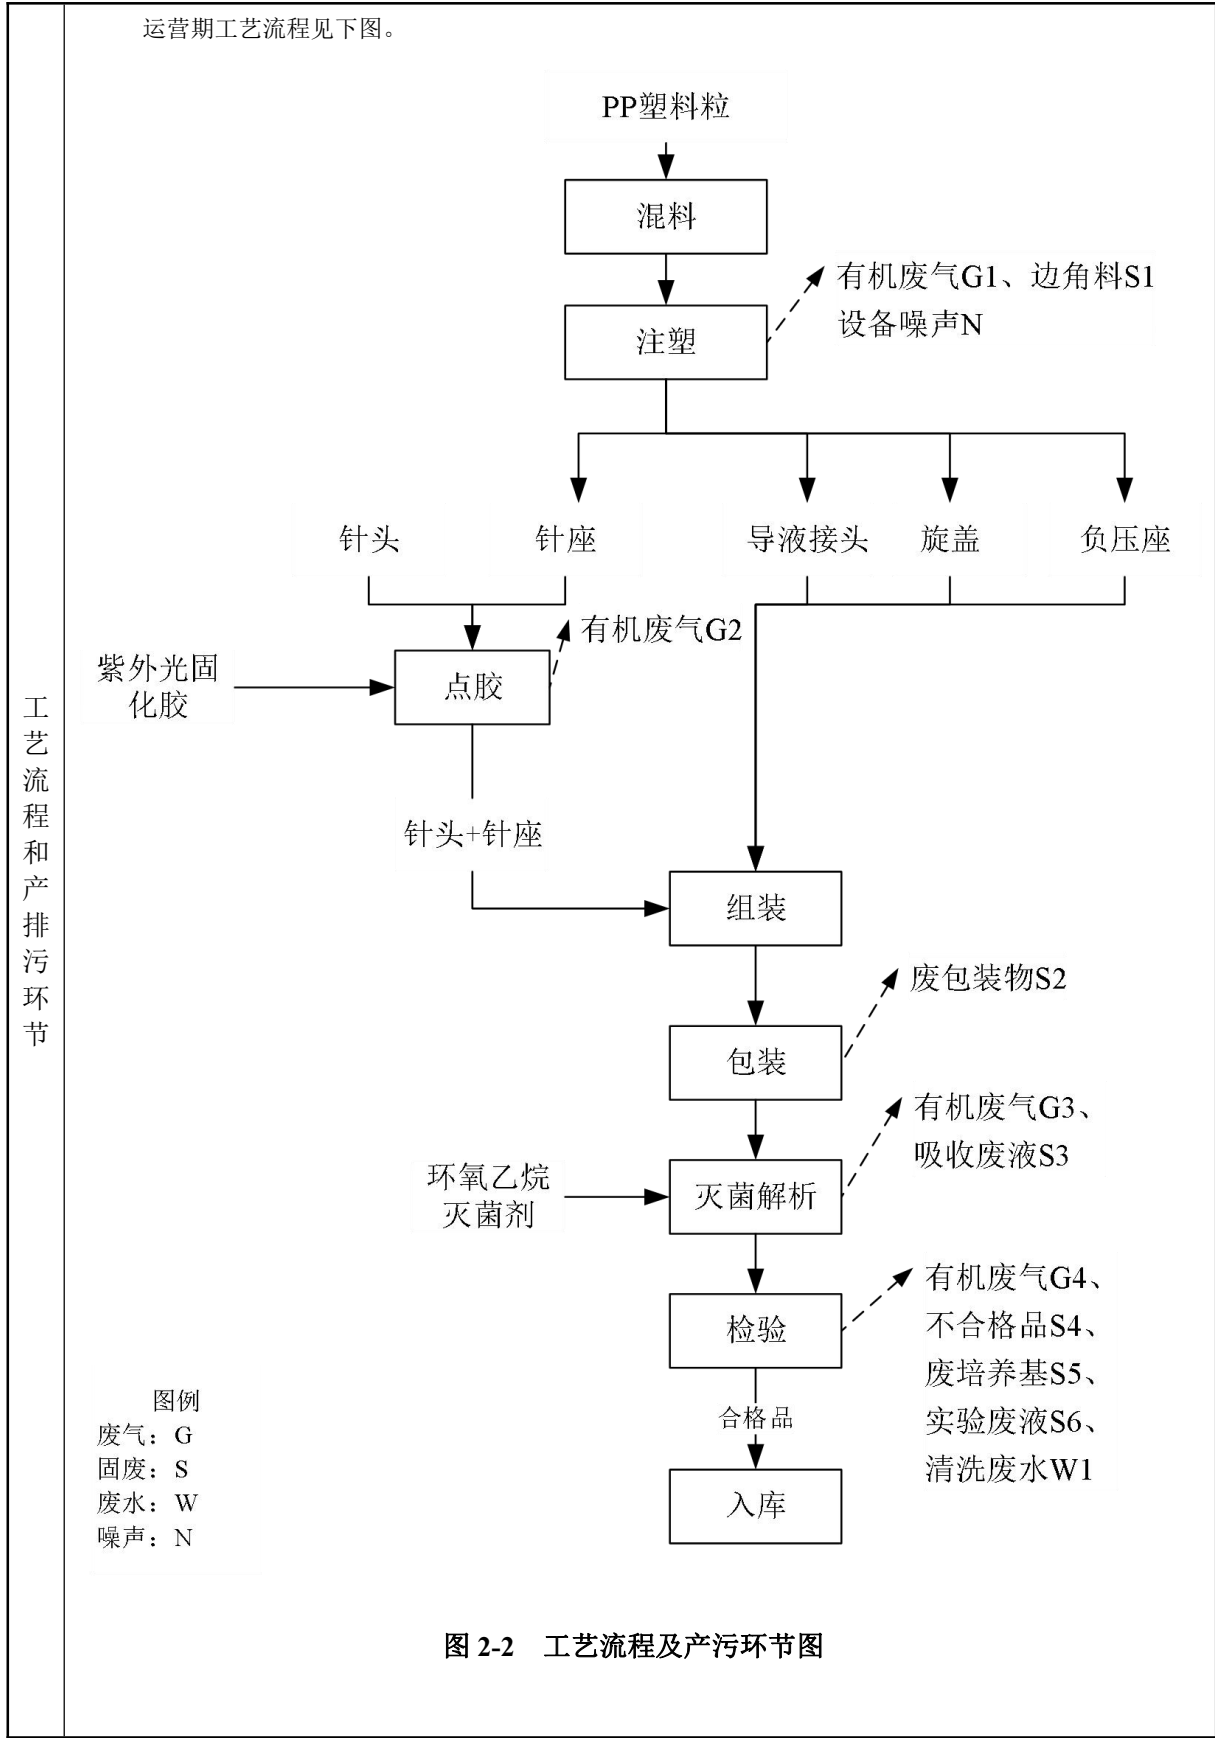 运营期工艺流程见下图。
PP塑料粒
混料
有机废气G1、边角料S1
设备噪声N
注塑
针头
针座
导液接头
旋盖
负压座
有机废气G2
紫外光固
化胶
点胶
针头+针座
组装
废包装物S2
包装
有机废气G3、
吸收废液S3
环氧乙烷
灭菌剂
灭菌解析
有机废气G4、
不合格品S4、
废培养基S5、
实验废液S6、
清洗废水W1
检验
合格品
入库
图例
废气：G
固废：S
废水：W
噪声：N
工艺流程和产排污环节
图 2-2 工艺流程及产污环节图